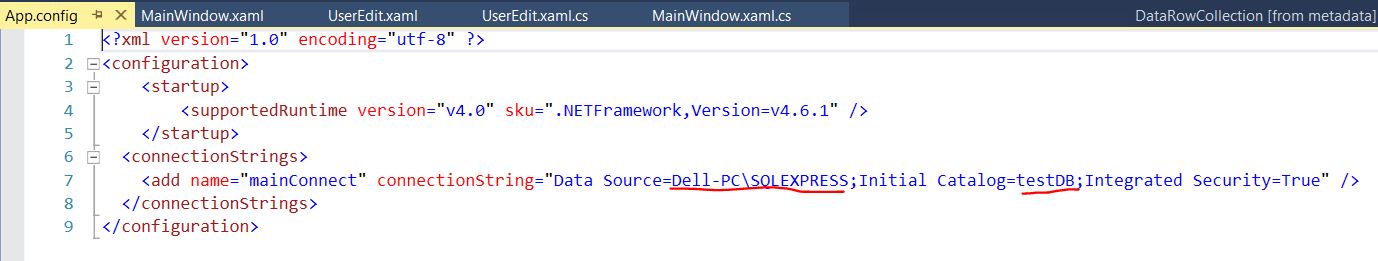 App.config MainWindow.xaml UserEdit.xaml UserEdit.xaml.cs MainWindow.xaml.cs DataRowCollection [from metadata]
1 <?xml version="1.0" encoding="utf-8" ?>
2 <configuration>
3 <startup>
4 <supportedRuntime version="v4.0" sku=".NETFramework,Version=v4.6.1" />
5 </startup>
6 <connectionStrings>
7 <add name="mainConnect" connectionString="Data Source=Dell-PC\SQLEXPRESS;Initial Catalog=testDB;Integrated Security=True" />
8 </connectionStrings>
9 </configuration>